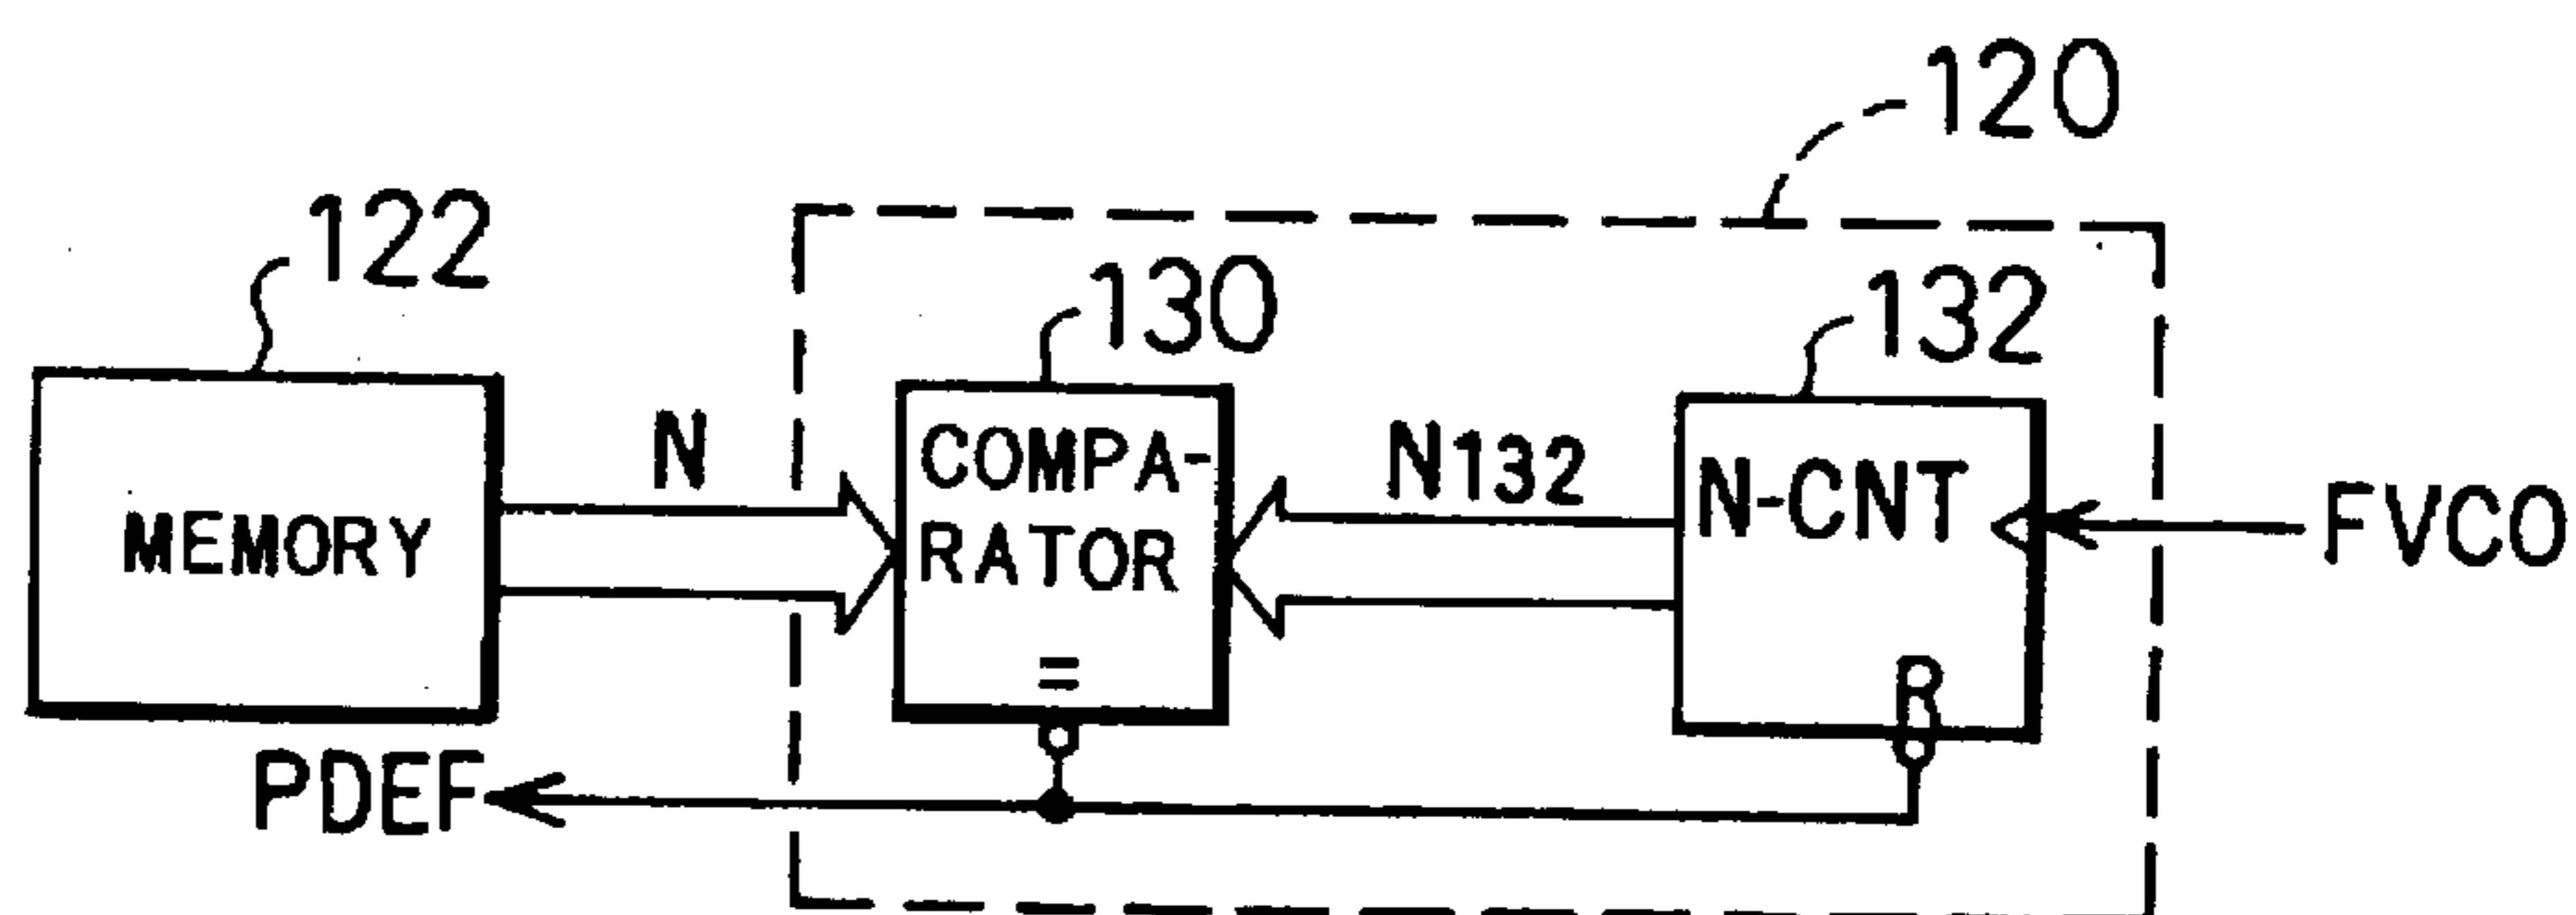 120
122
130
132
N
COMPA-
RATOR
=
N132
N-CNT
R
FVCO
MEMORY
PDEF